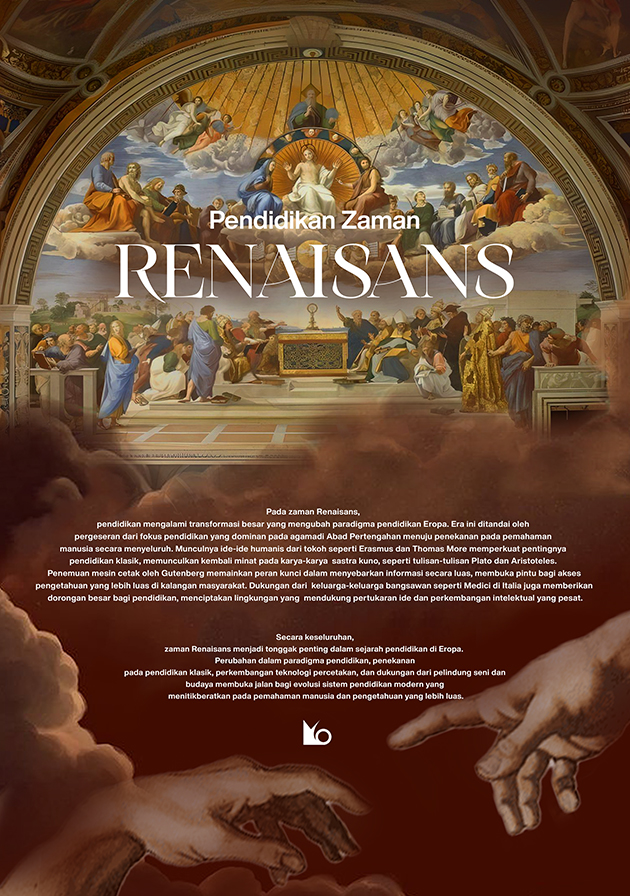 Pendidikan Zaman
RENAISANS
Pada zaman Renaisans,
pendidikan mengalami transformasi besar yang mengubah paradigma pendidikan Eropa. Era ini ditandai oleh
pergeseran dari fokus pendidikan yang dominan pada agamadi Abad Pertengahan menuju penekanan pada pemahaman
manusia secara menyeluruh. Munculnya ide-ide humanis dari tokoh seperti Erasmus dan Thomas More memperkuat pentingnya
pendidikan klasik, memunculkan kembali minat pada karya-karya sastra kuno, seperti tulisan-tulisan Plato dan Aristoteles.
Penemuan mesin cetak oleh Gutenberg memainkan peran kunci dalam menyebarkan informasi secara luas, membuka pintu bagi akses
pengetahuan yang lebih luas di kalangan masyarakat. Dukungan dari keluarga-keluarga bangsawan seperti Medici di Italia juga memberikan
dorongan besar bagi pendidikan, menciptakan lingkungan yang mendukung pertukaran ide dan perkembangan intelektual yang pesat.
Secara keseluruhan,
zaman Renaisans menjadi tonggak penting dalam sejarah pendidikan di Eropa.
Perubahan dalam paradigma pendidikan, penekanan
pada pendidikan klasik, perkembangan teknologi percetakan, dan dukungan dari pelindung seni dan
budaya membuka jalan bagi evolusi sistem pendidikan modern yang
menitikberatkan pada pemahaman manusia dan pengetahuan yang lebih luas.